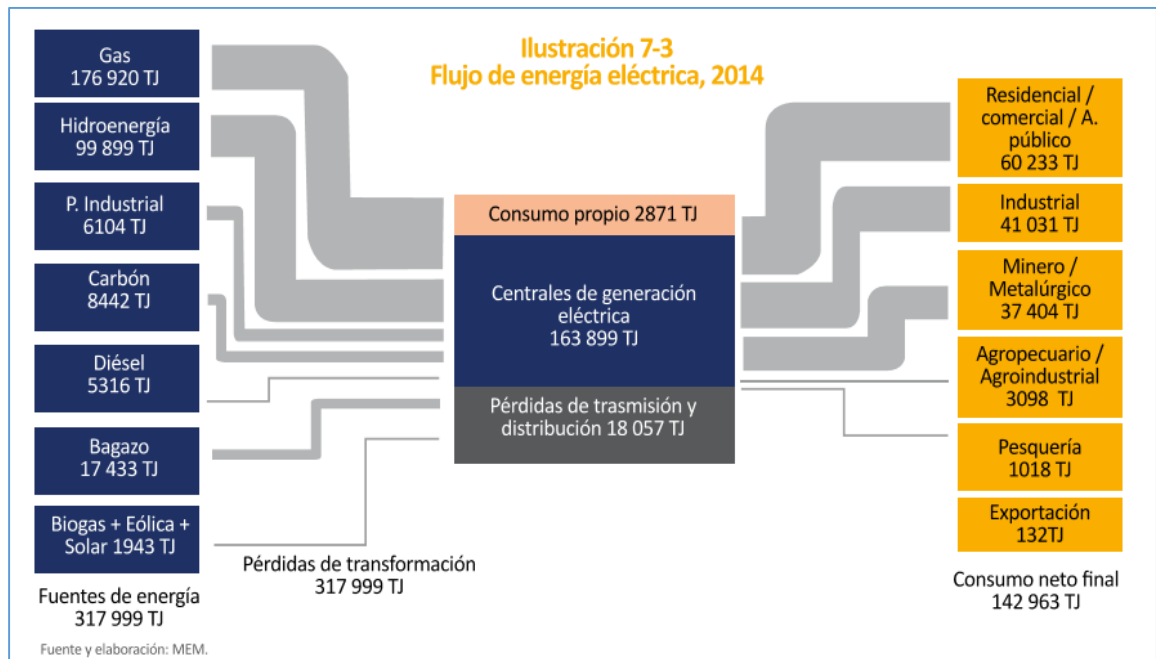 Ilustración 7-3
Flujo de energía eléctrica, 2014
Gas
176 920 TJ
Hidroenergía
99 899 TJ
P. Industrial
6104 TJ
Carbón
8442 TJ
Diésel
5316 TJ
Bagazo
17 433 TJ
Biogas + Eólica +
Solar 1943 TJ
Fuentes de energía
317 999 TJ
Pérdidas de transformación
317 999 TJ
Consumo propio 2871 TJ
Centrales de generación
eléctrica
163 899 TJ
Pérdidas de trasmisión y
distribución 18 057 TJ
Residencial /
comercial / A.
público
60 233 TJ
Industrial
41 031 TJ
Minero /
Metalúrgico
37 404 TJ
Agropecuario /
Agroindustrial
3098 TJ
Pesquería
1018 TJ
Exportación
132TJ
Consumo neto final
142 963 TJ
Fuente y elaboración: MEM.